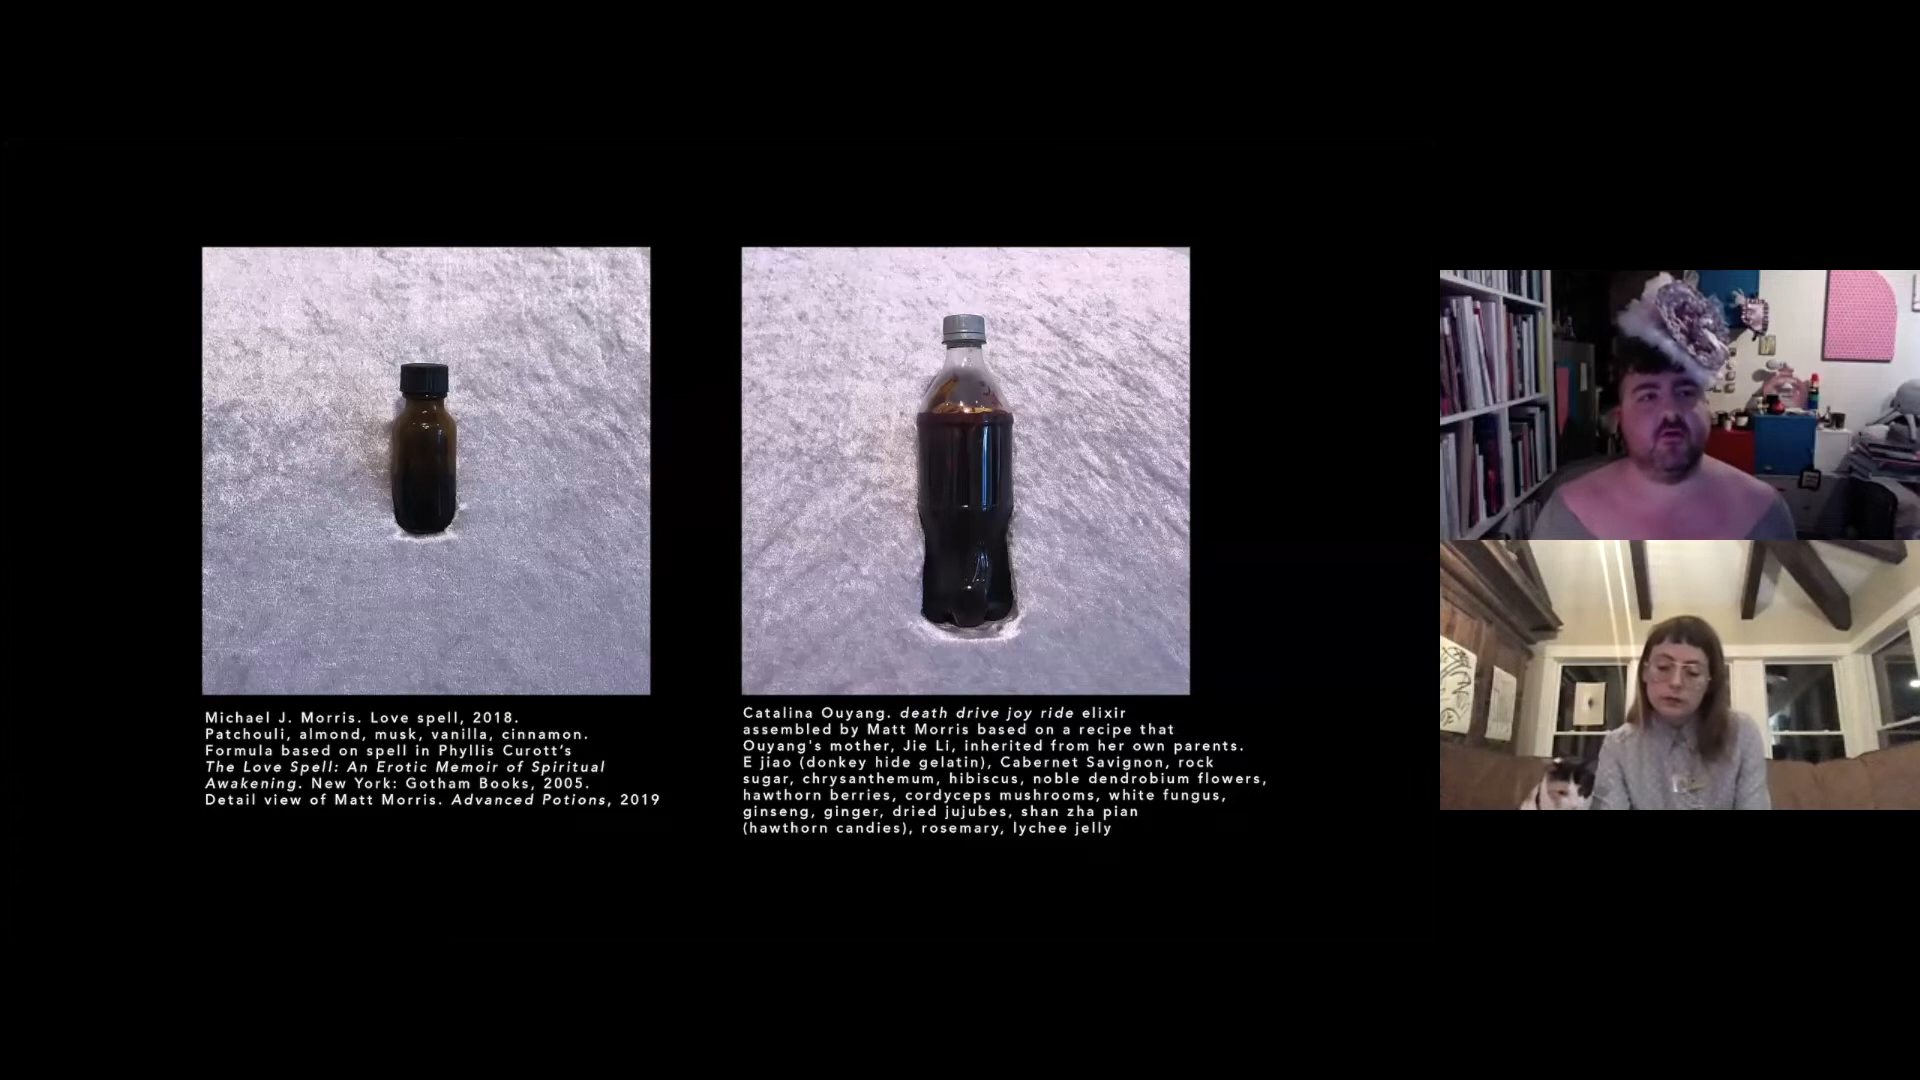 Michael J. Morris. Love spell, 2018.
Patchouli, almond, musk, vanilla, cinnamon.
Formula based on spell in Phyllis Curott’s
The Love Spell: An Erotic Memoir of Spiritual
Awakening. New York: Gotham Books, 2005.
Detail view of Matt Morris. Advanced Potions, 2019
Catalina Ouyang. death drive joy ride elixir
assembled by Matt Morris based on a recipe that
Ouyang's mother, Jie Li, inherited from her own parents.
E jiao (donkey hide gelatin), Cabernet Savignon, rock
sugar, chrysanthemum, hibiscus, noble dendrobium flowers,
hawthorn berries, cordyceps mushrooms, white fungus,
ginseng, ginger, dried jujubes, shan zha pian
(hawthorn candies), rosemary, lychee jelly